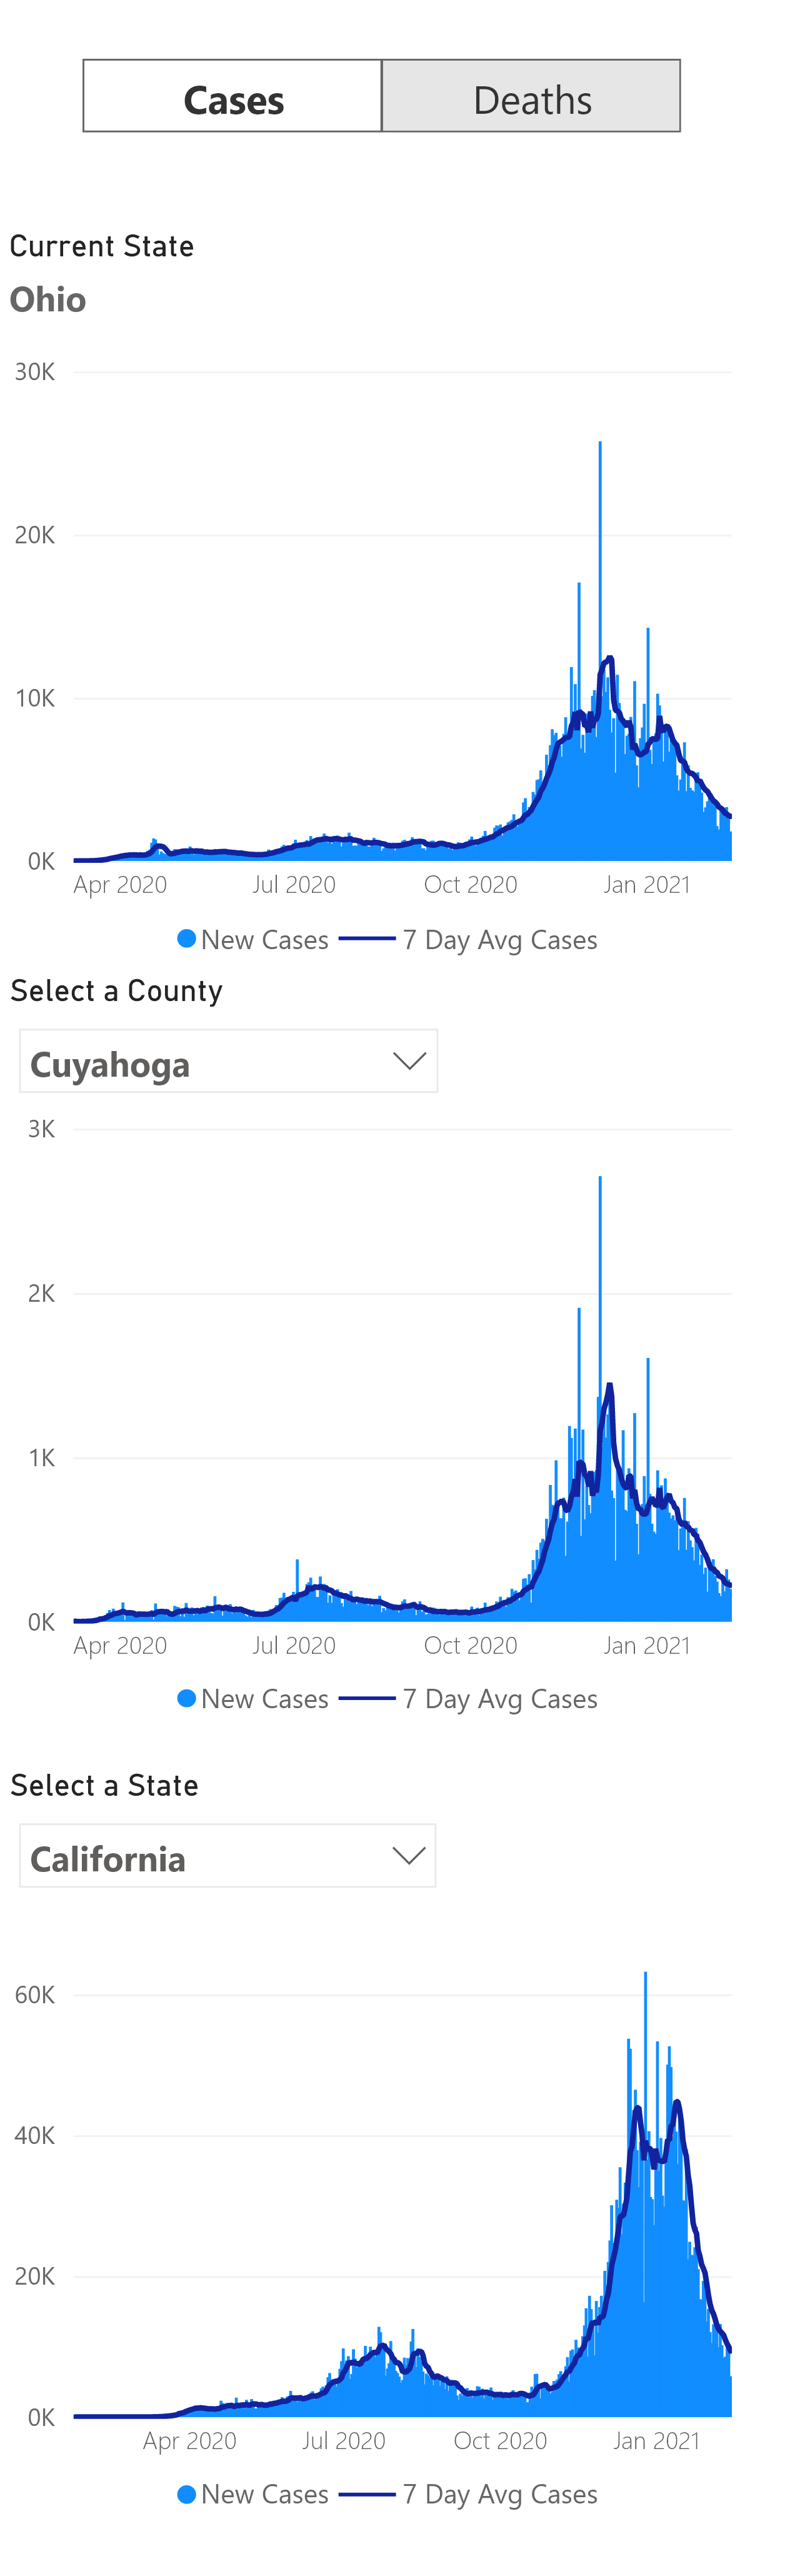 Cases Deaths
Current State
Ohio
30K
20K
10K
0K
Apr 2020 Jul 2020 Oct 2020 Jan 2021
New Cases 7 Day Avg Cases
Select a County
Cuyahoga
3K
2K
1K
0K
Apr 2020 Jul 2020 Oct 2020 Jan 2021
New Cases 7 Day Avg Cases
Select a State
California
60K
40K
20K
0K
Apr 2020 Jul 2020 Oct 2020 Jan 2021
New Cases 7 Day Avg Cases